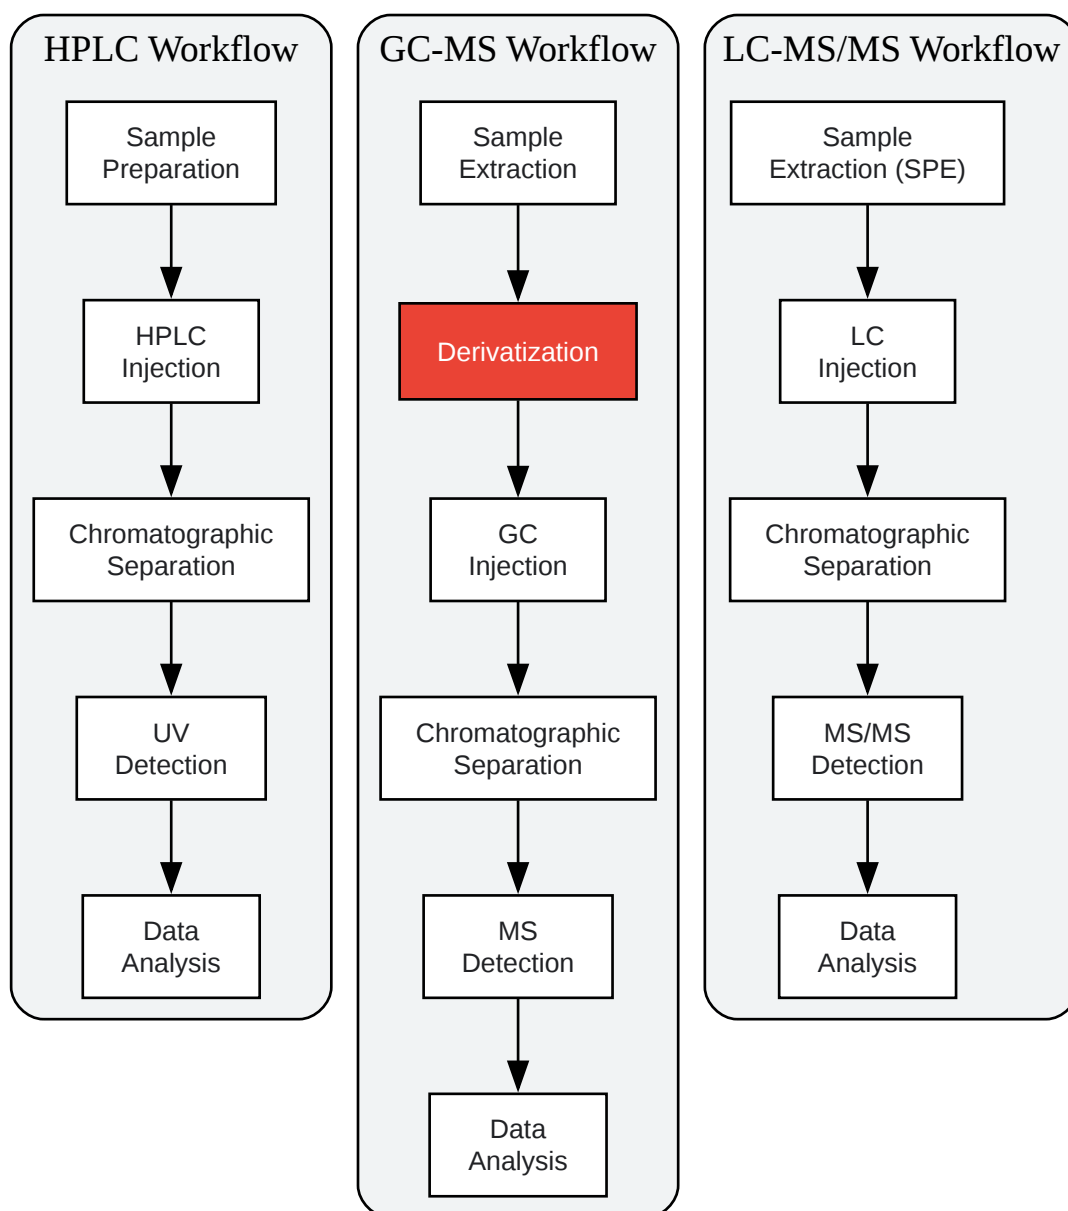 HPLC Workflow
Sample
Preparation
HPLC
Injection
Chromatographic
Separation
UV
Detection
Data
Analysis
GC-MS Workflow
Sample
Extraction
Derivatization
GC
Injection
Chromatographic
Separation
MS
Detection
Data
Analysis
LC-MS/MS Workflow
Sample
Extraction (SPE)
LC
Injection
Chromatographic
Separation
MS/MS
Detection
Data
Analysis